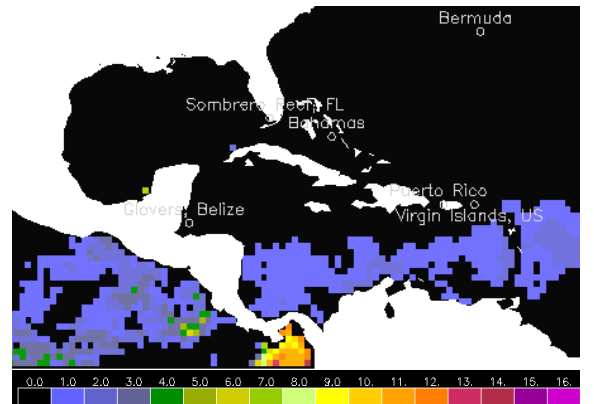 Bermuda
Sombrero Reef, FL
Bahamas
Puerto Rico
Glovers, Belize
Virgin Islands, US
0.0 1.0 2.0 3.0 4.0 5.0 6.0 7.0 8.0 9.0 10. 11. 12. 13. 14. 15. 16.